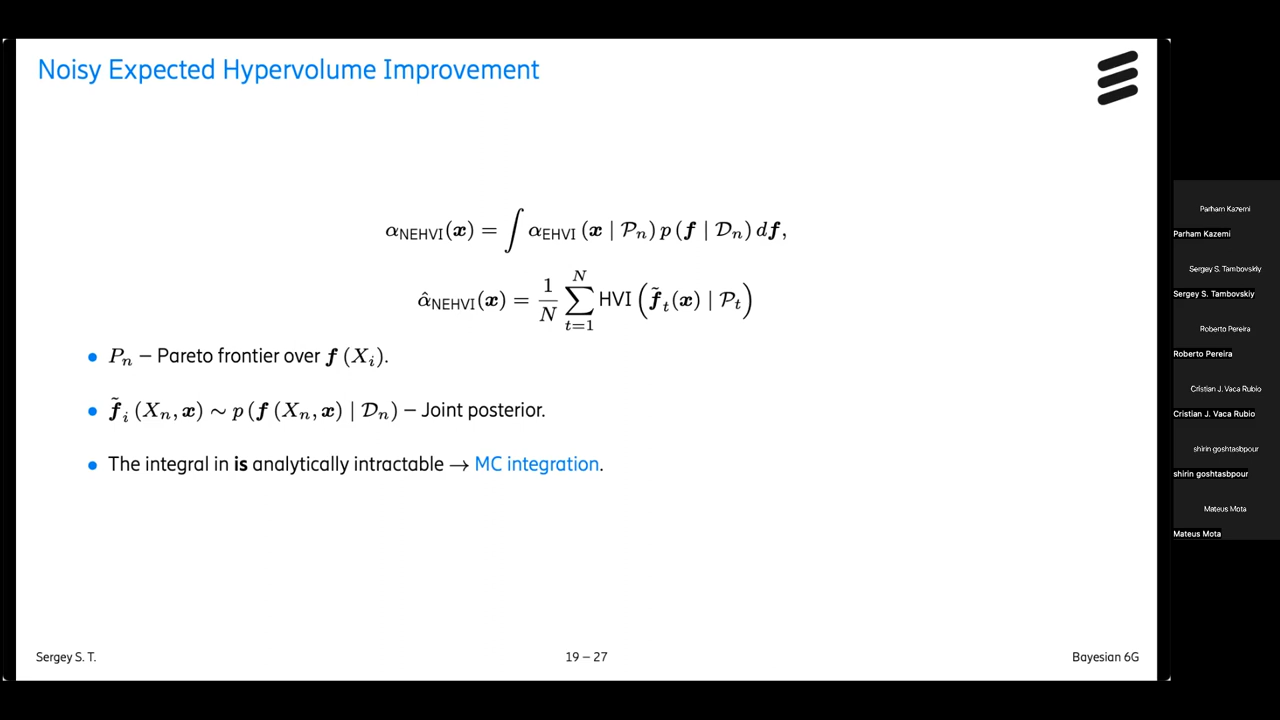 Noisy Expected Hypervolume Improvement
α_NEHVI(x) = ∫ α_EHVI (x | 𝒫_n) p (f | 𝒟_n) df,
α̂_NEHVI(x) = 1/N ∑_{t=1}^{N} HVI (f̃_t(x) | 𝒫_t)
• P_n – Pareto frontier over f (X_i).
• f̃_i (X_n, x) ∼ p (f (X_n, x) | 𝒟_n) – Joint posterior.
• The integral in is analytically intractable → MC integration.
Sergey S. T.
19 – 27
Bayesian 6G
Parham Kazemi
Parham Kazemi
Sergey S. Tambovskiy
Sergey S. Tambovskiy
Roberto Pereira
Roberto Pereira
Cristian J. Vaca Rubio
Cristian J. Vaca Rubio
shirin goshtasbpour
shirin goshtasbpour
Mateus Mota
Mateus Mota